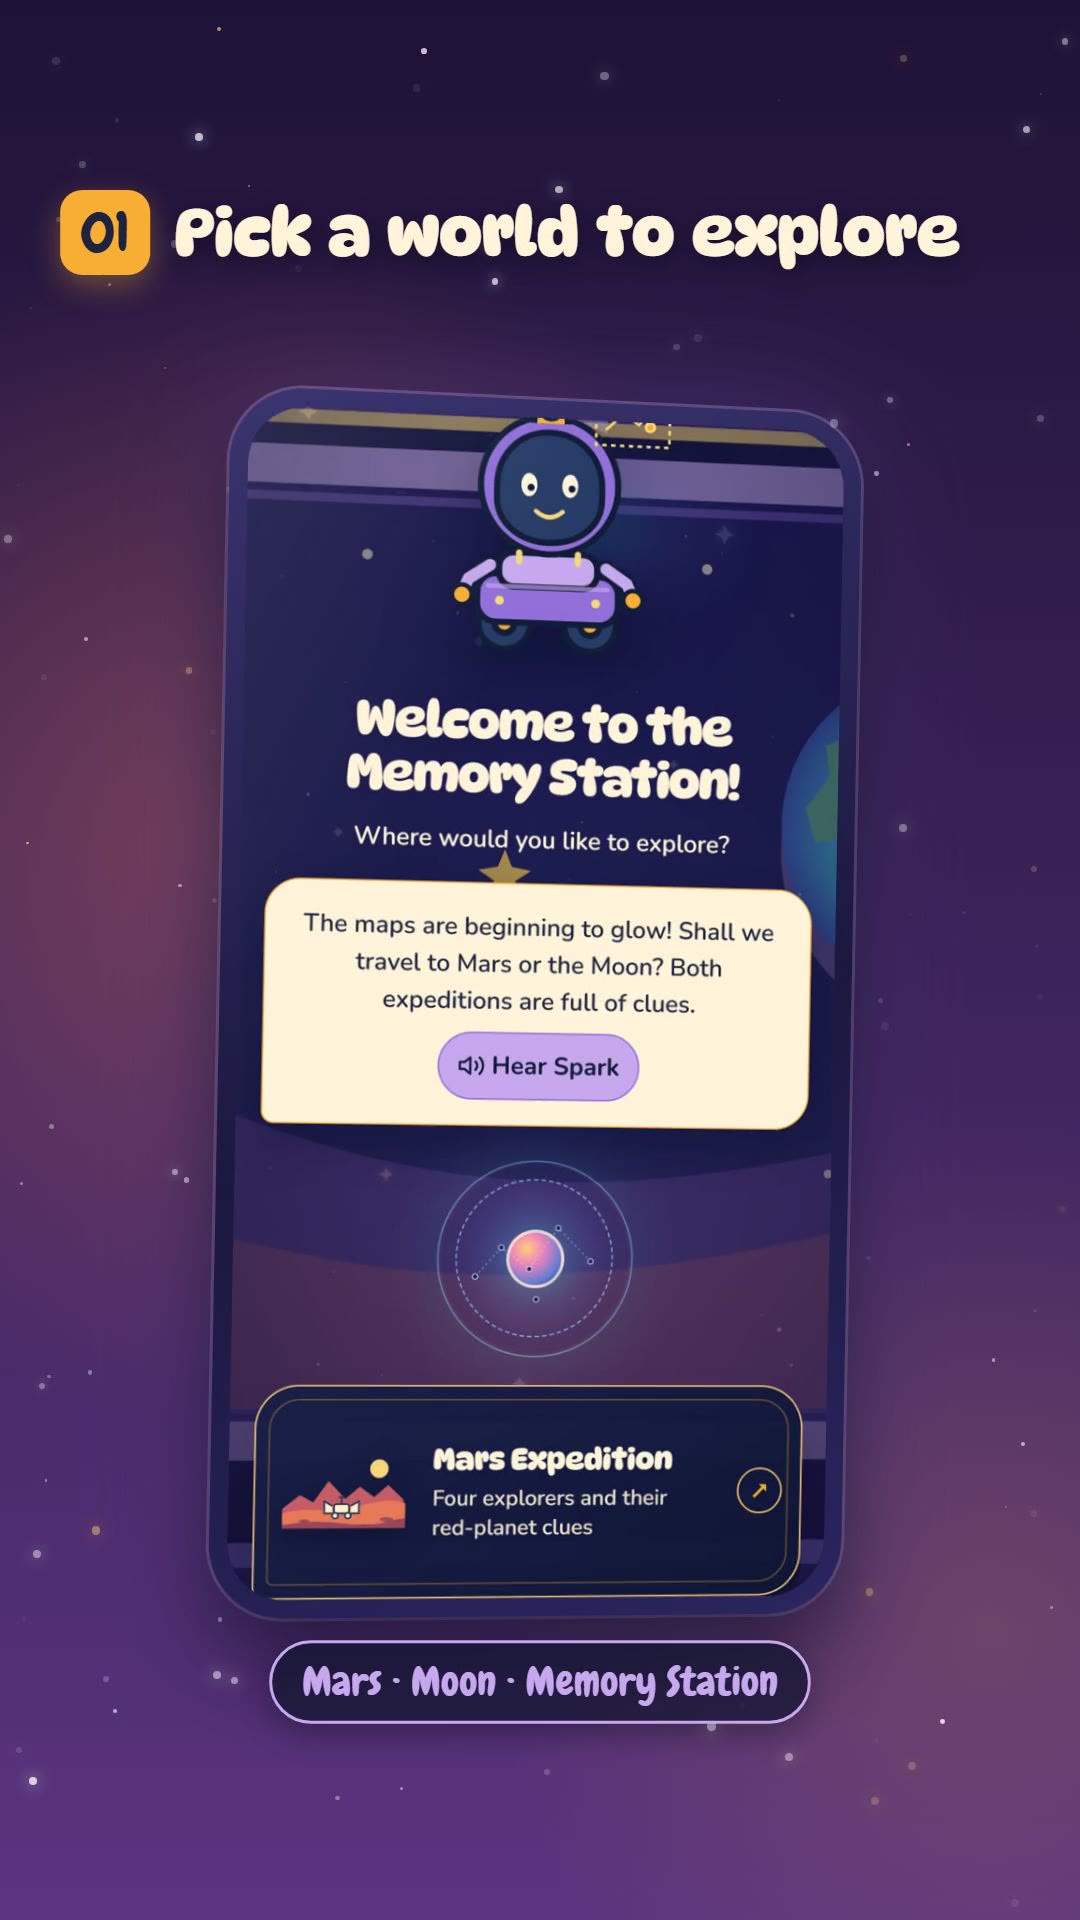 01 Pick a world to explore
Welcome to the
Memory Station!
Where would you like to explore?
The maps are beginning to glow! Shall we
travel to Mars or the Moon? Both
expeditions are full of clues.
Hear Spark
Mars Expedition
Four explorers and their
red-planet clues
Mars · Moon · Memory Station